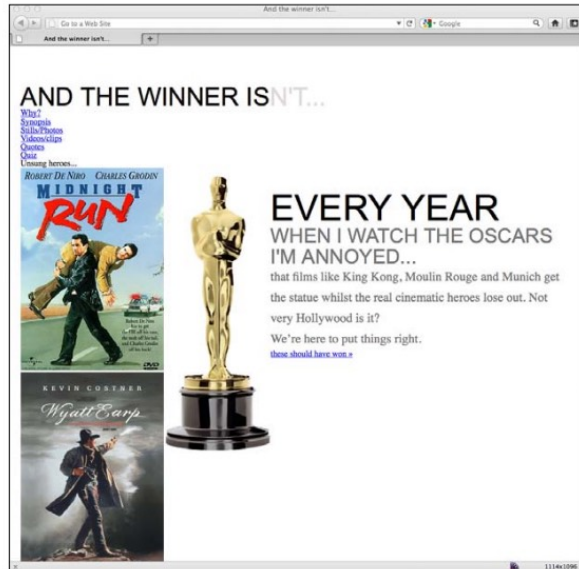 And the winner isn't...
Go to a Web Site
Google
And the winner isn't...
AND THE WINNER ISN'T...
Why?
Synopsis
Stills/Photos
Videos/clips
Quotes
Quiz
Unsung heroes...
ROBERT DE NIRO CHARLES GRODIN
MIDNIGHT
RUN
DVD
KEVIN COSTNER
Wyatt Earp
EVERY YEAR
WHEN I WATCH THE OSCARS
I'M ANNOYED...
that films like King Kong, Moulin Rouge and Munich get
the statue whilst the real cinematic heroes lose out. Not
very Hollywood is it?
We're here to put things right.
these should have won »
1114x1096